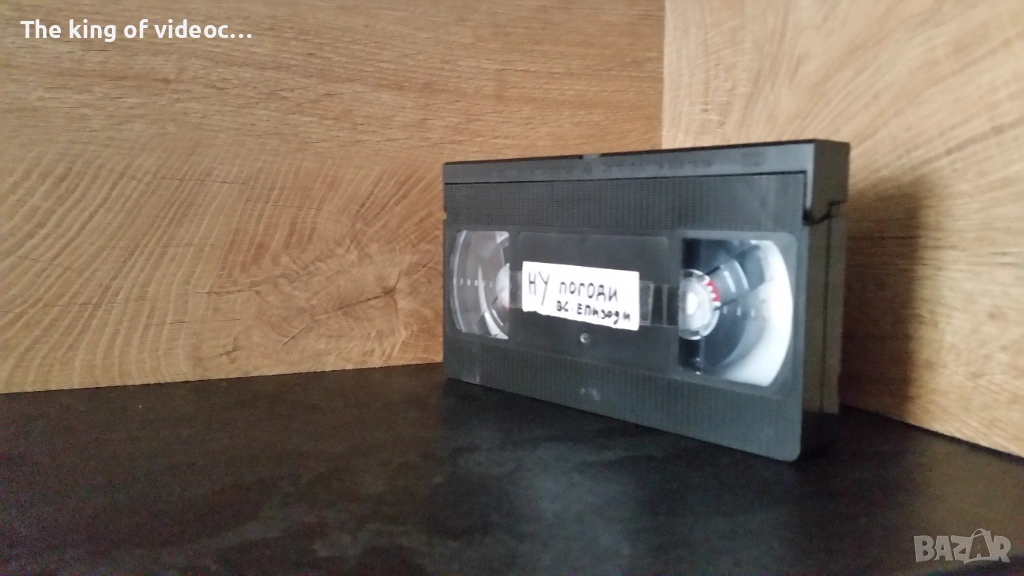 The king of videoc...
НУ погоди
вс. Епизоди
BAZAR